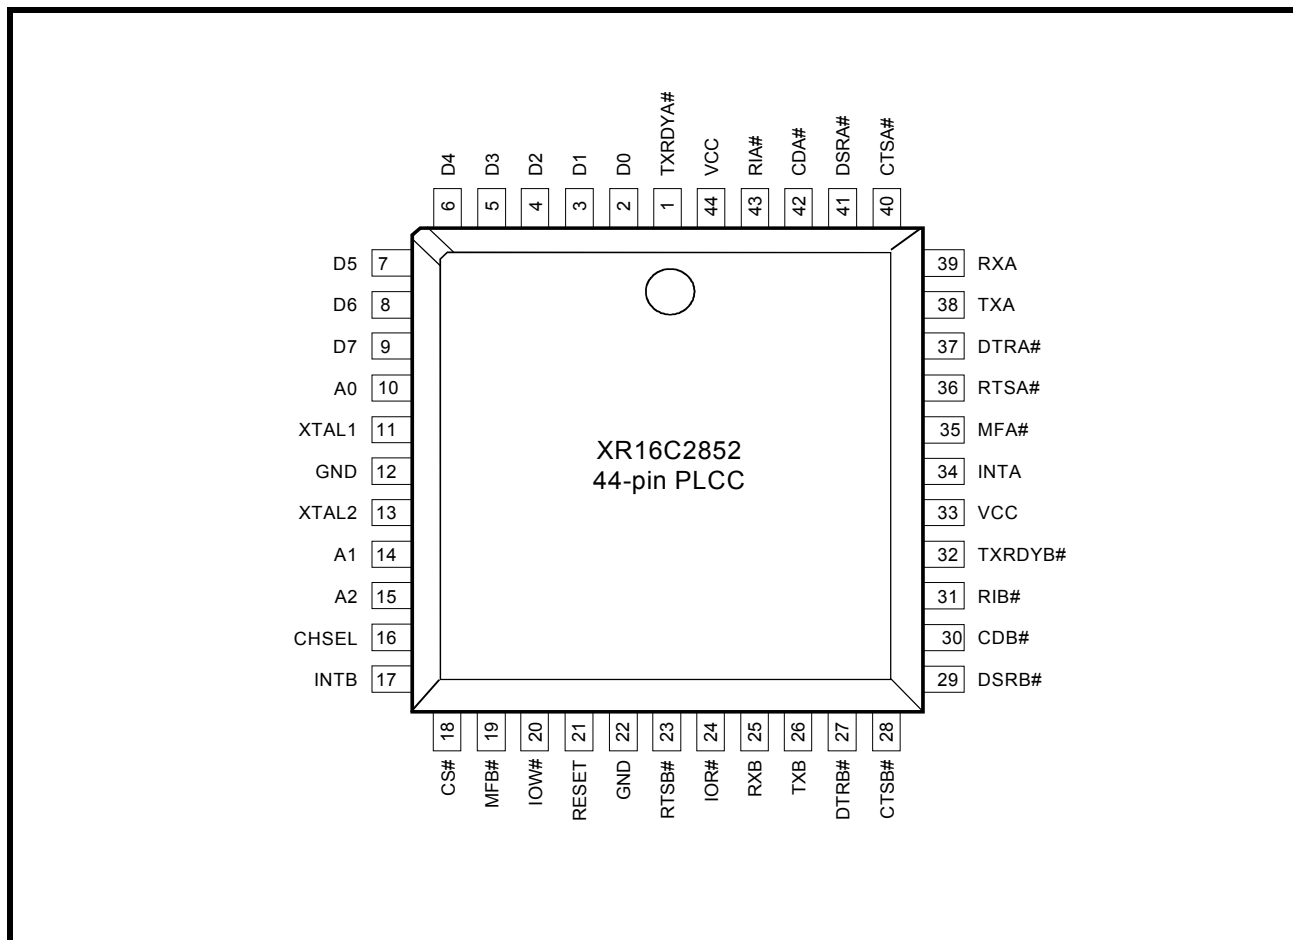 D4 D3 D2 D1 D0 TXRDYA# VCC RIA# CDA# DSRA# CTSA#
6 5 4 3 2 1 44 43 42 41 40
D5 7 39 RXA
D6 8 38 TXA
D7 9 37 DTRA#
A0 10 36 RTSA#
XTAL1 11 35 MFA#
XR16C2852
44-pin PLCC
GND 12 34 INTA
XTAL2 13 33 VCC
A1 14 32 TXRDYB#
A2 15 31 RIB#
CHSEL 16 30 CDB#
INTB 17 29 DSRB#
18 19 20 21 22 23 24 25 26 27 28
CS# MFB# IOW# RESET GND RTSB# IOR# RXB TXB DTRB# CTSB#